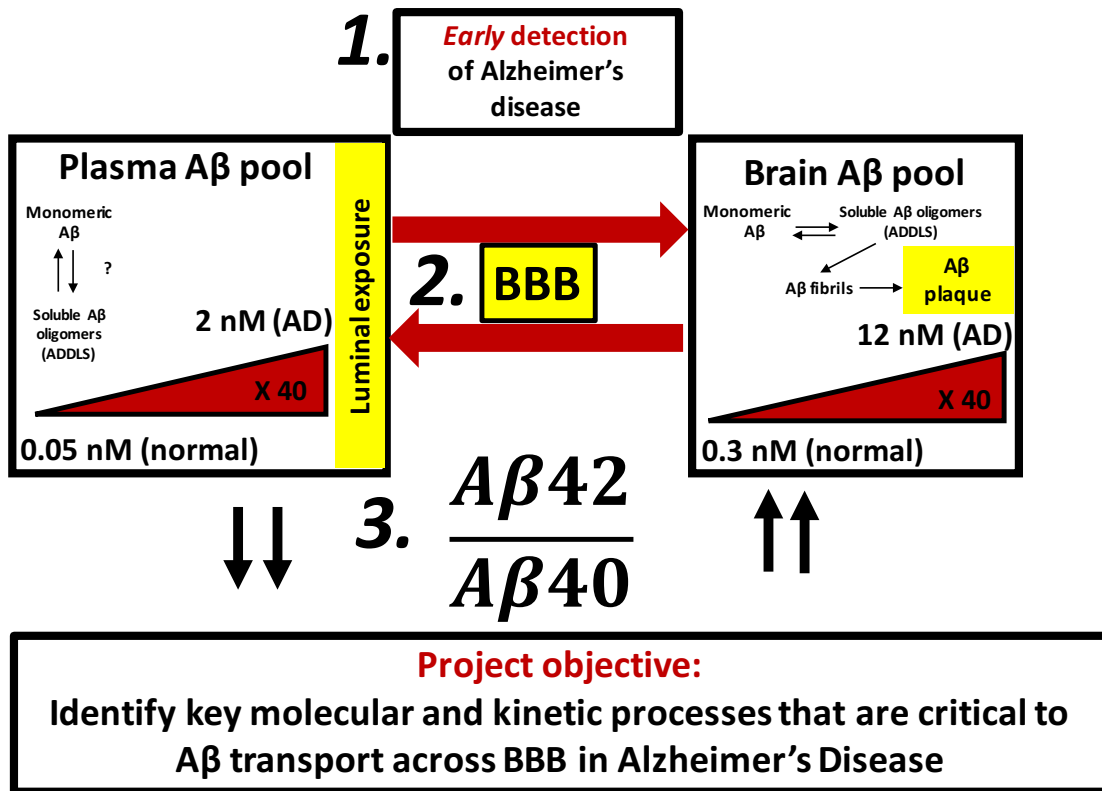 1.
Early detection
of Alzheimer’s
disease
Plasma Aβ pool
Monomeric
Aβ
?
Soluble Aβ
oligomers
(ADDLS)
2 nM (AD)
X 40
0.05 nM (normal)
Luminal exposure
2.
BBB
Brain Aβ pool
Monomeric
Aβ
Soluble Aβ oligomers
(ADDLS)
Aβ fibrils
Aβ
plaque
12 nM (AD)
X 40
0.3 nM (normal)
3.
Aβ42
Aβ40
Project objective:
Identify key molecular and kinetic processes that are critical to
Aβ transport across BBB in Alzheimer’s Disease